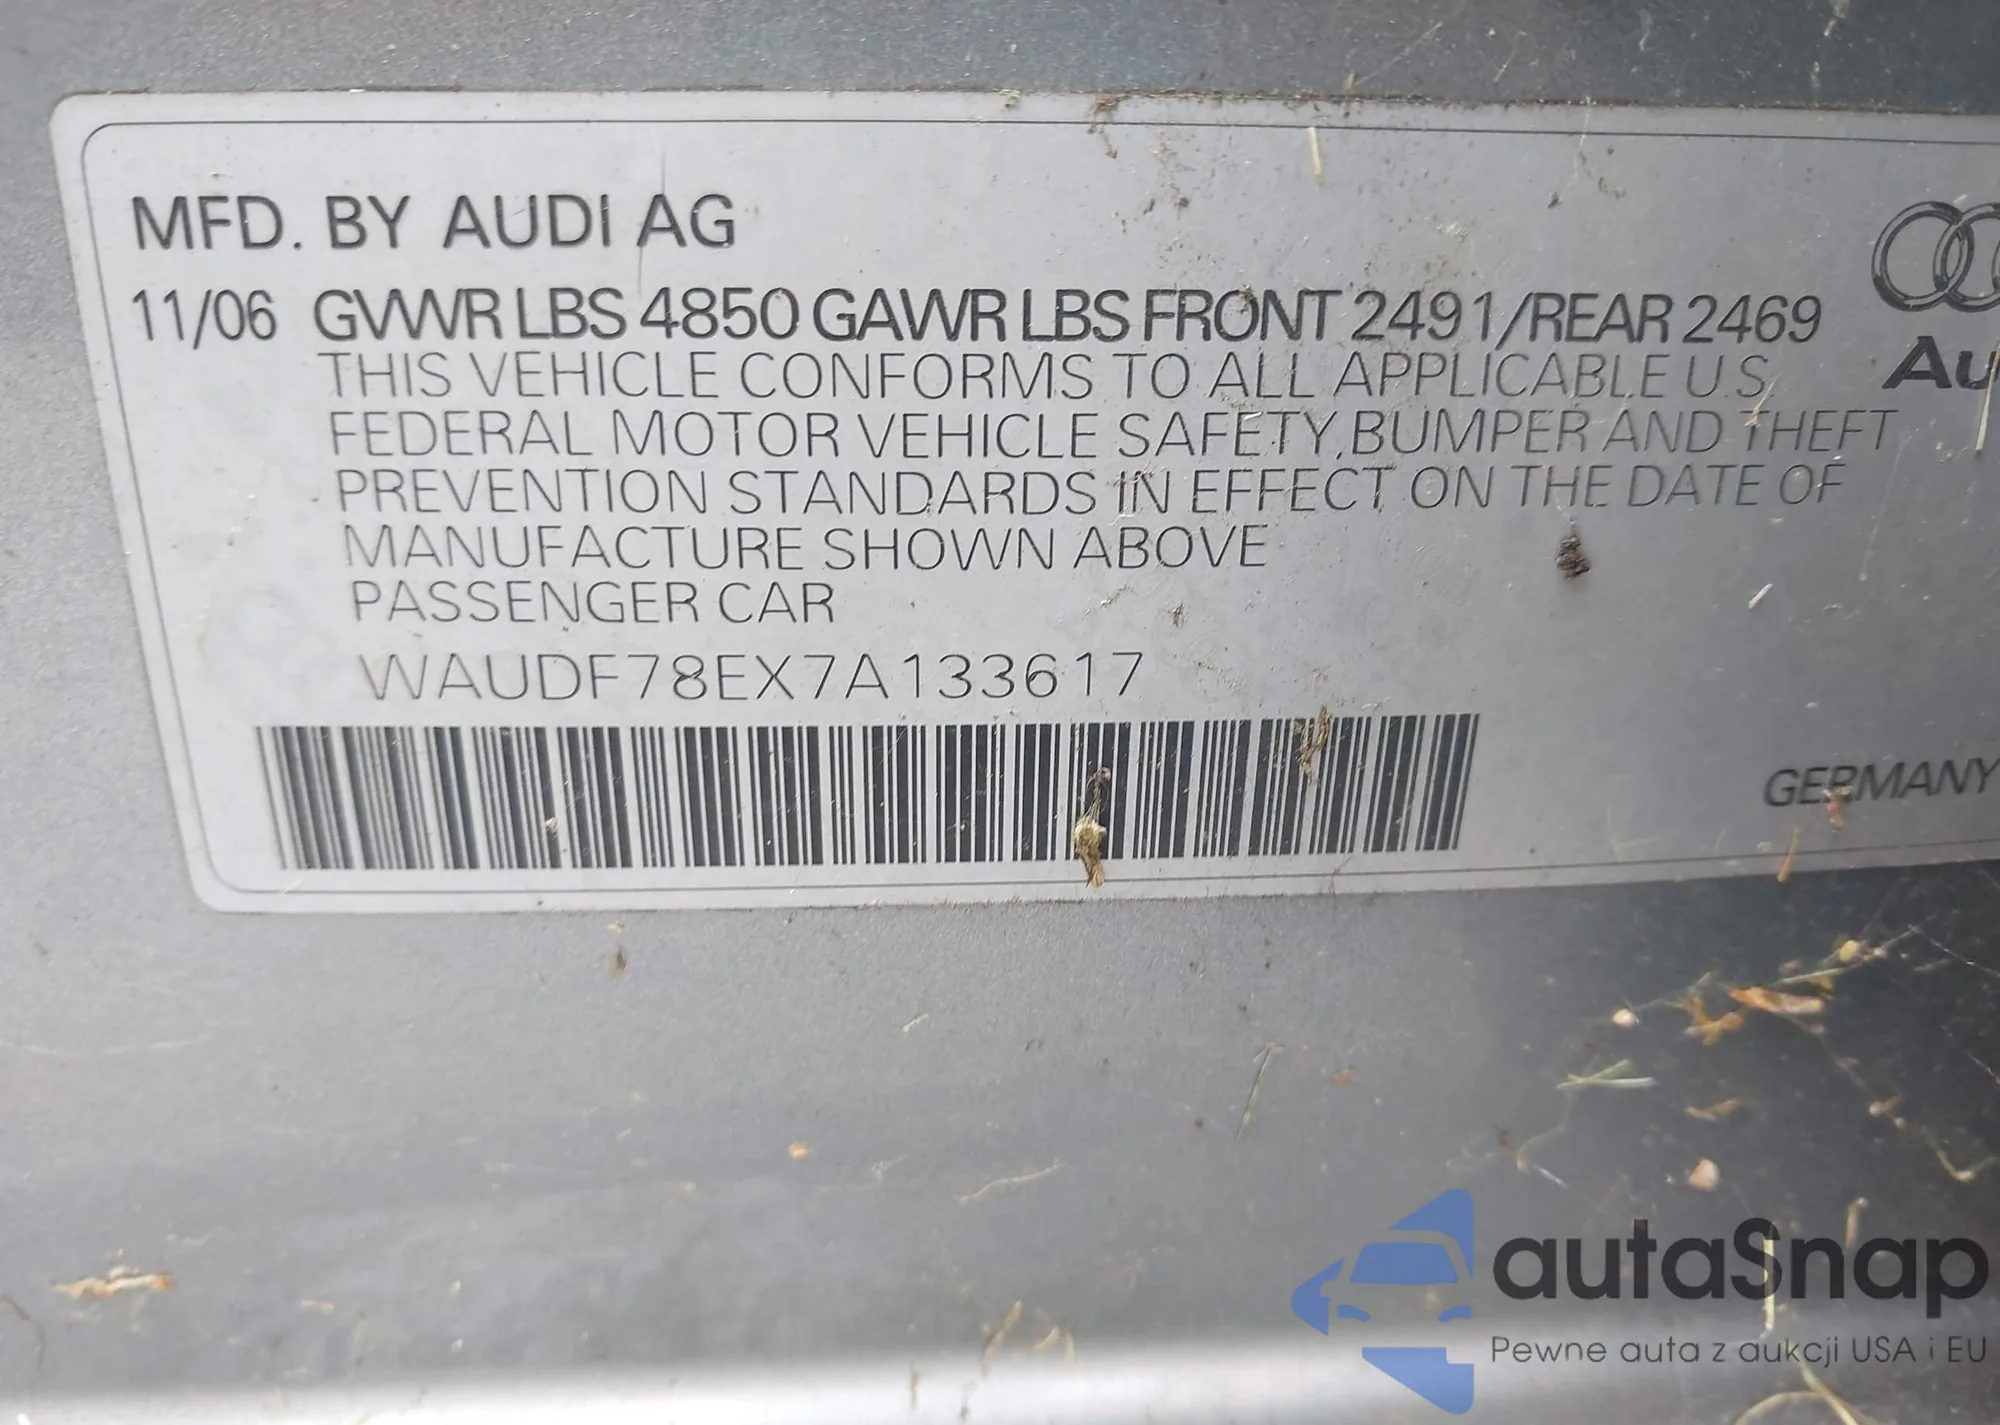 MFD. BY AUDI AG
11/06 GVWR LBS 4850 GAWR LBS FRONT 2491/REAR 2469
THIS VEHICLE CONFORMS TO ALL APPLICABLE U.S.
FEDERAL MOTOR VEHICLE SAFETY, BUMPER AND THEFT
PREVENTION STANDARDS IN EFFECT ON THE DATE OF
MANUFACTURE SHOWN ABOVE
PASSENGER CAR
WAUDF78EX7A133617
Au
GERMANY
autaSnap
Pewne auta z aukcji USA i EU